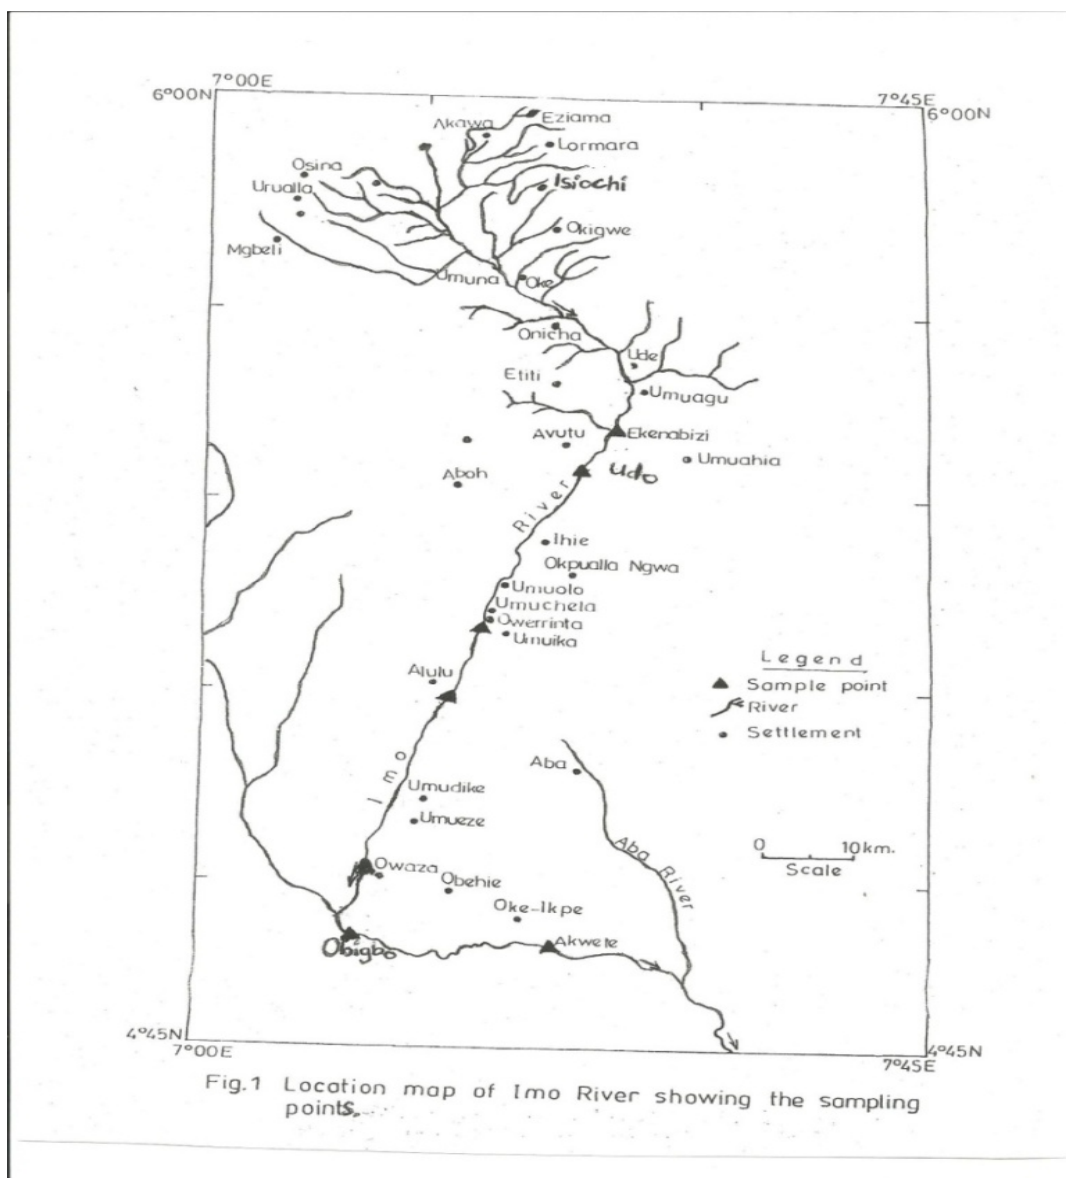 7°00E
6°00N
7°45E
6°00N
Akawa
Eziama
Lormara
Osina
Isiochi
Urualla
Okigwe
Mgbeli
Umuna
Oke
Onicha
Ude
Etiti
Umuagu
Avutu
Ekenabizi
Umuahia
Udo
Aboh
River
Ihie
Okpualla Ngwa
Umuolo
Umuchela
Owerrinta
Umuika
Legend
Alulu
Sample point
River
Settlement
Imo
Aba
Umudike
Umueze
Aba River
0 10km.
Scale
Owaza
Obehie
Oke-Ikpe
Akwete
Obigbo
4°45N
7°00E
4°45N
7°45E
Fig.1 Location map of Imo River showing the sampling
points.